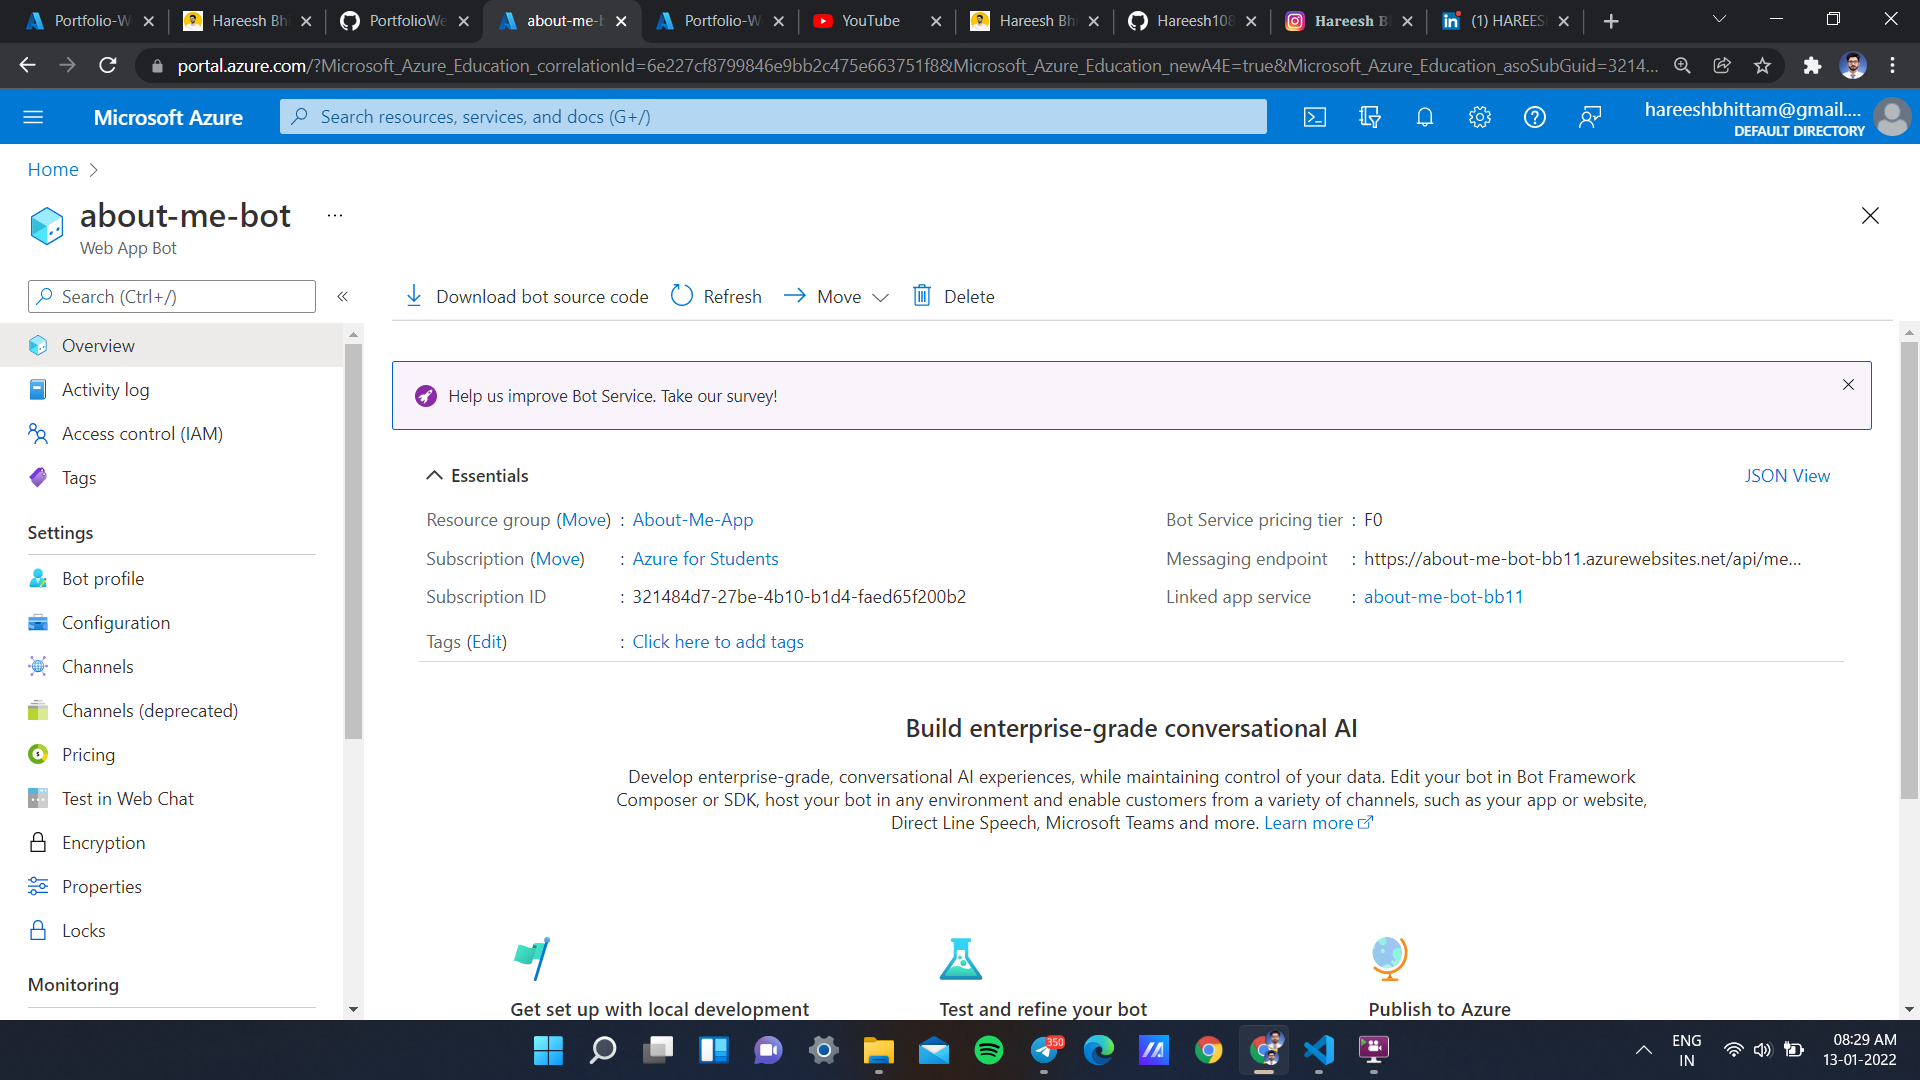 Portfolio-W
Hareesh Bhi
PortfolioWe
about-me-b
Portfolio-W
YouTube
Hareesh Bhi
Hareesh108
Hareesh B
(1) HAREES
portal.azure.com/?Microsoft_Azure_Education_correlationId=6e227cf8799846e9bb2c475e663751f8&Microsoft_Azure_Education_newA4E=true&Microsoft_Azure_Education_asoSubGuid=3214...
Microsoft Azure
Search resources, services, and docs (G+/)
hareeshbhittam@gmail....
DEFAULT DIRECTORY
Home
about-me-bot
...
Web App Bot
Search (Ctrl+/)
Download bot source code
Refresh
Move
Delete
Overview
Activity log
Access control (IAM)
Tags
Settings
Bot profile
Configuration
Channels
Channels (deprecated)
Pricing
Test in Web Chat
Encryption
Properties
Locks
Monitoring
Help us improve Bot Service. Take our survey!
Essentials
JSON View
Resource group (Move) : About-Me-App
Subscription (Move) : Azure for Students
Subscription ID : 321484d7-27be-4b10-b1d4-faed65f200b2
Tags (Edit) : Click here to add tags
Bot Service pricing tier : F0
Messaging endpoint : https://about-me-bot-bb11.azurewebsites.net/api/me...
Linked app service : about-me-bot-bb11
Build enterprise-grade conversational AI
Develop enterprise-grade, conversational AI experiences, while maintaining control of your data. Edit your bot in Bot Framework
Composer or SDK, host your bot in any environment and enable customers from a variety of channels, such as your app or website,
Direct Line Speech, Microsoft Teams and more. Learn more
Get set up with local development
Test and refine your bot
Publish to Azure
350
ENG
IN
08:29 AM
13-01-2022